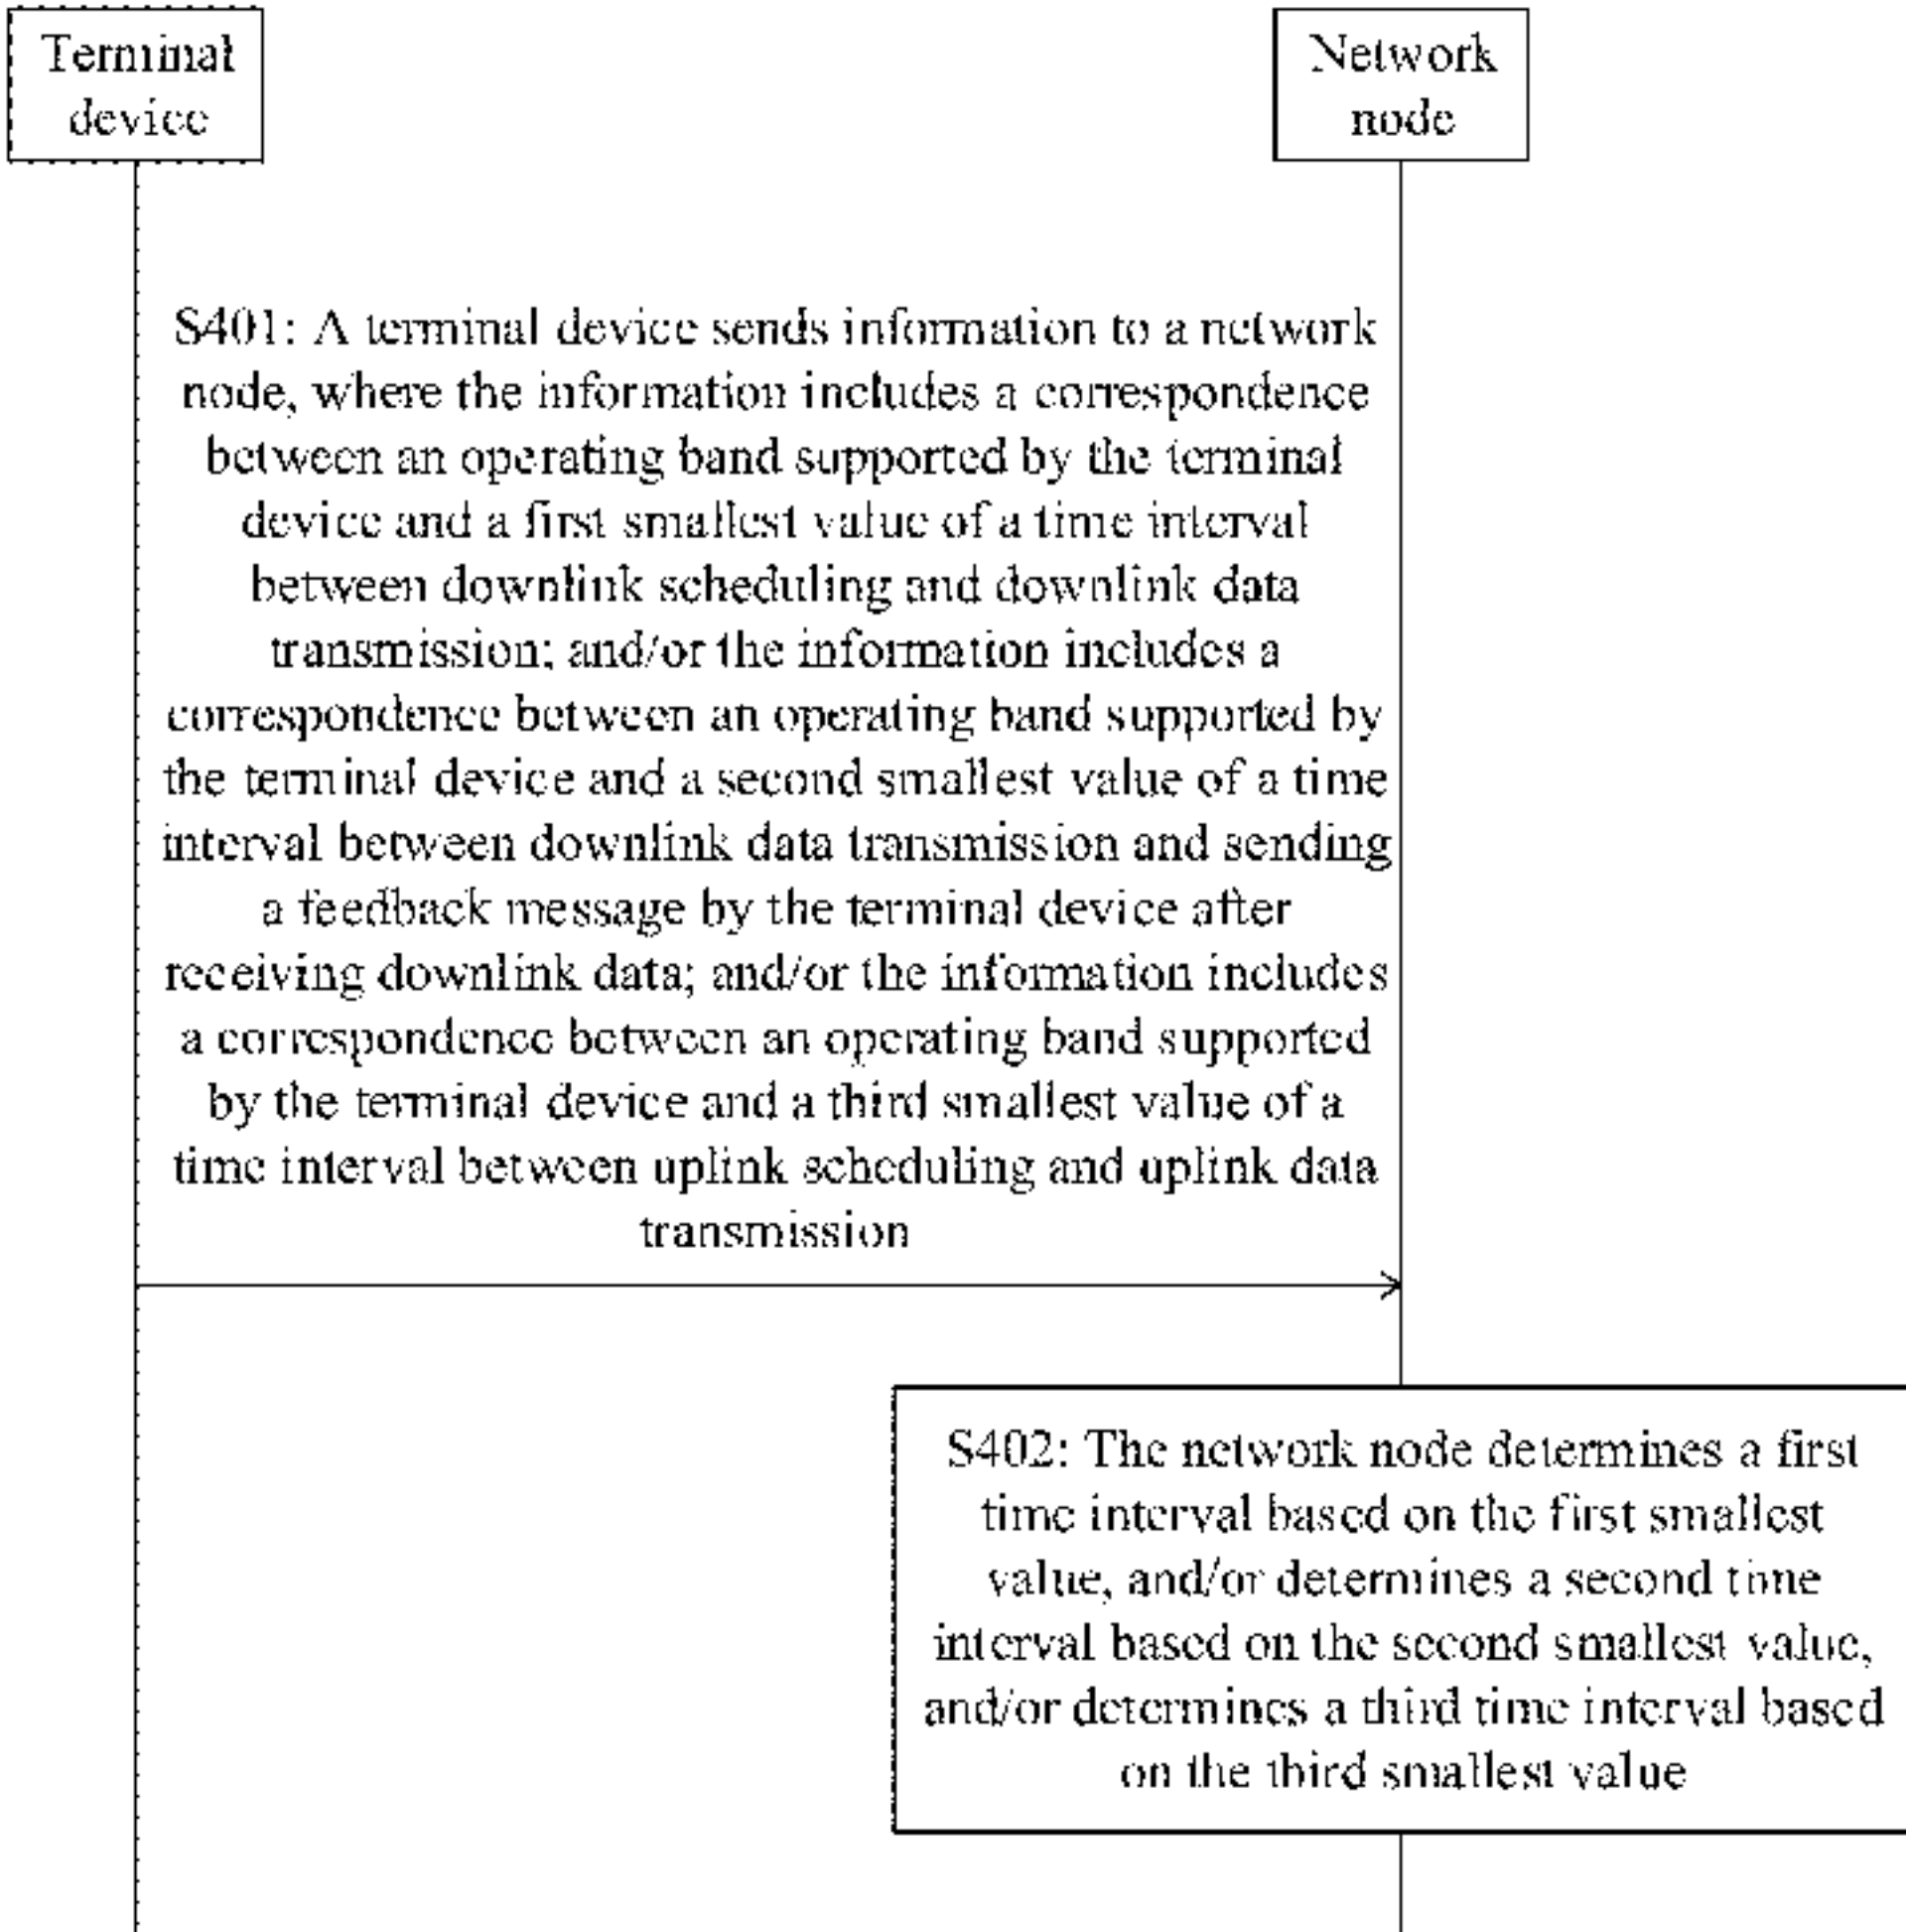 Terminal
device
Network
node
S401: A terminal device sends information to a network
node, where the information includes a correspondence
between an operating band supported by the terminal
device and a first smallest value of a time interval
between downlink scheduling and downlink data
transmission; and/or the information includes a
correspondence between an operating band supported by
the terminal device and a second smallest value of a time
interval between downlink data transmission and sending
a feedback message by the terminal device after
receiving downlink data; and/or the information includes
a correspondence between an operating band supported
by the terminal device and a third smallest value of a
time interval between uplink scheduling and uplink data
transmission
S402: The network node determines a first
time interval based on the first smallest
value, and/or determines a second time
interval based on the second smallest value,
and/or determines a third time interval based
on the third smallest value